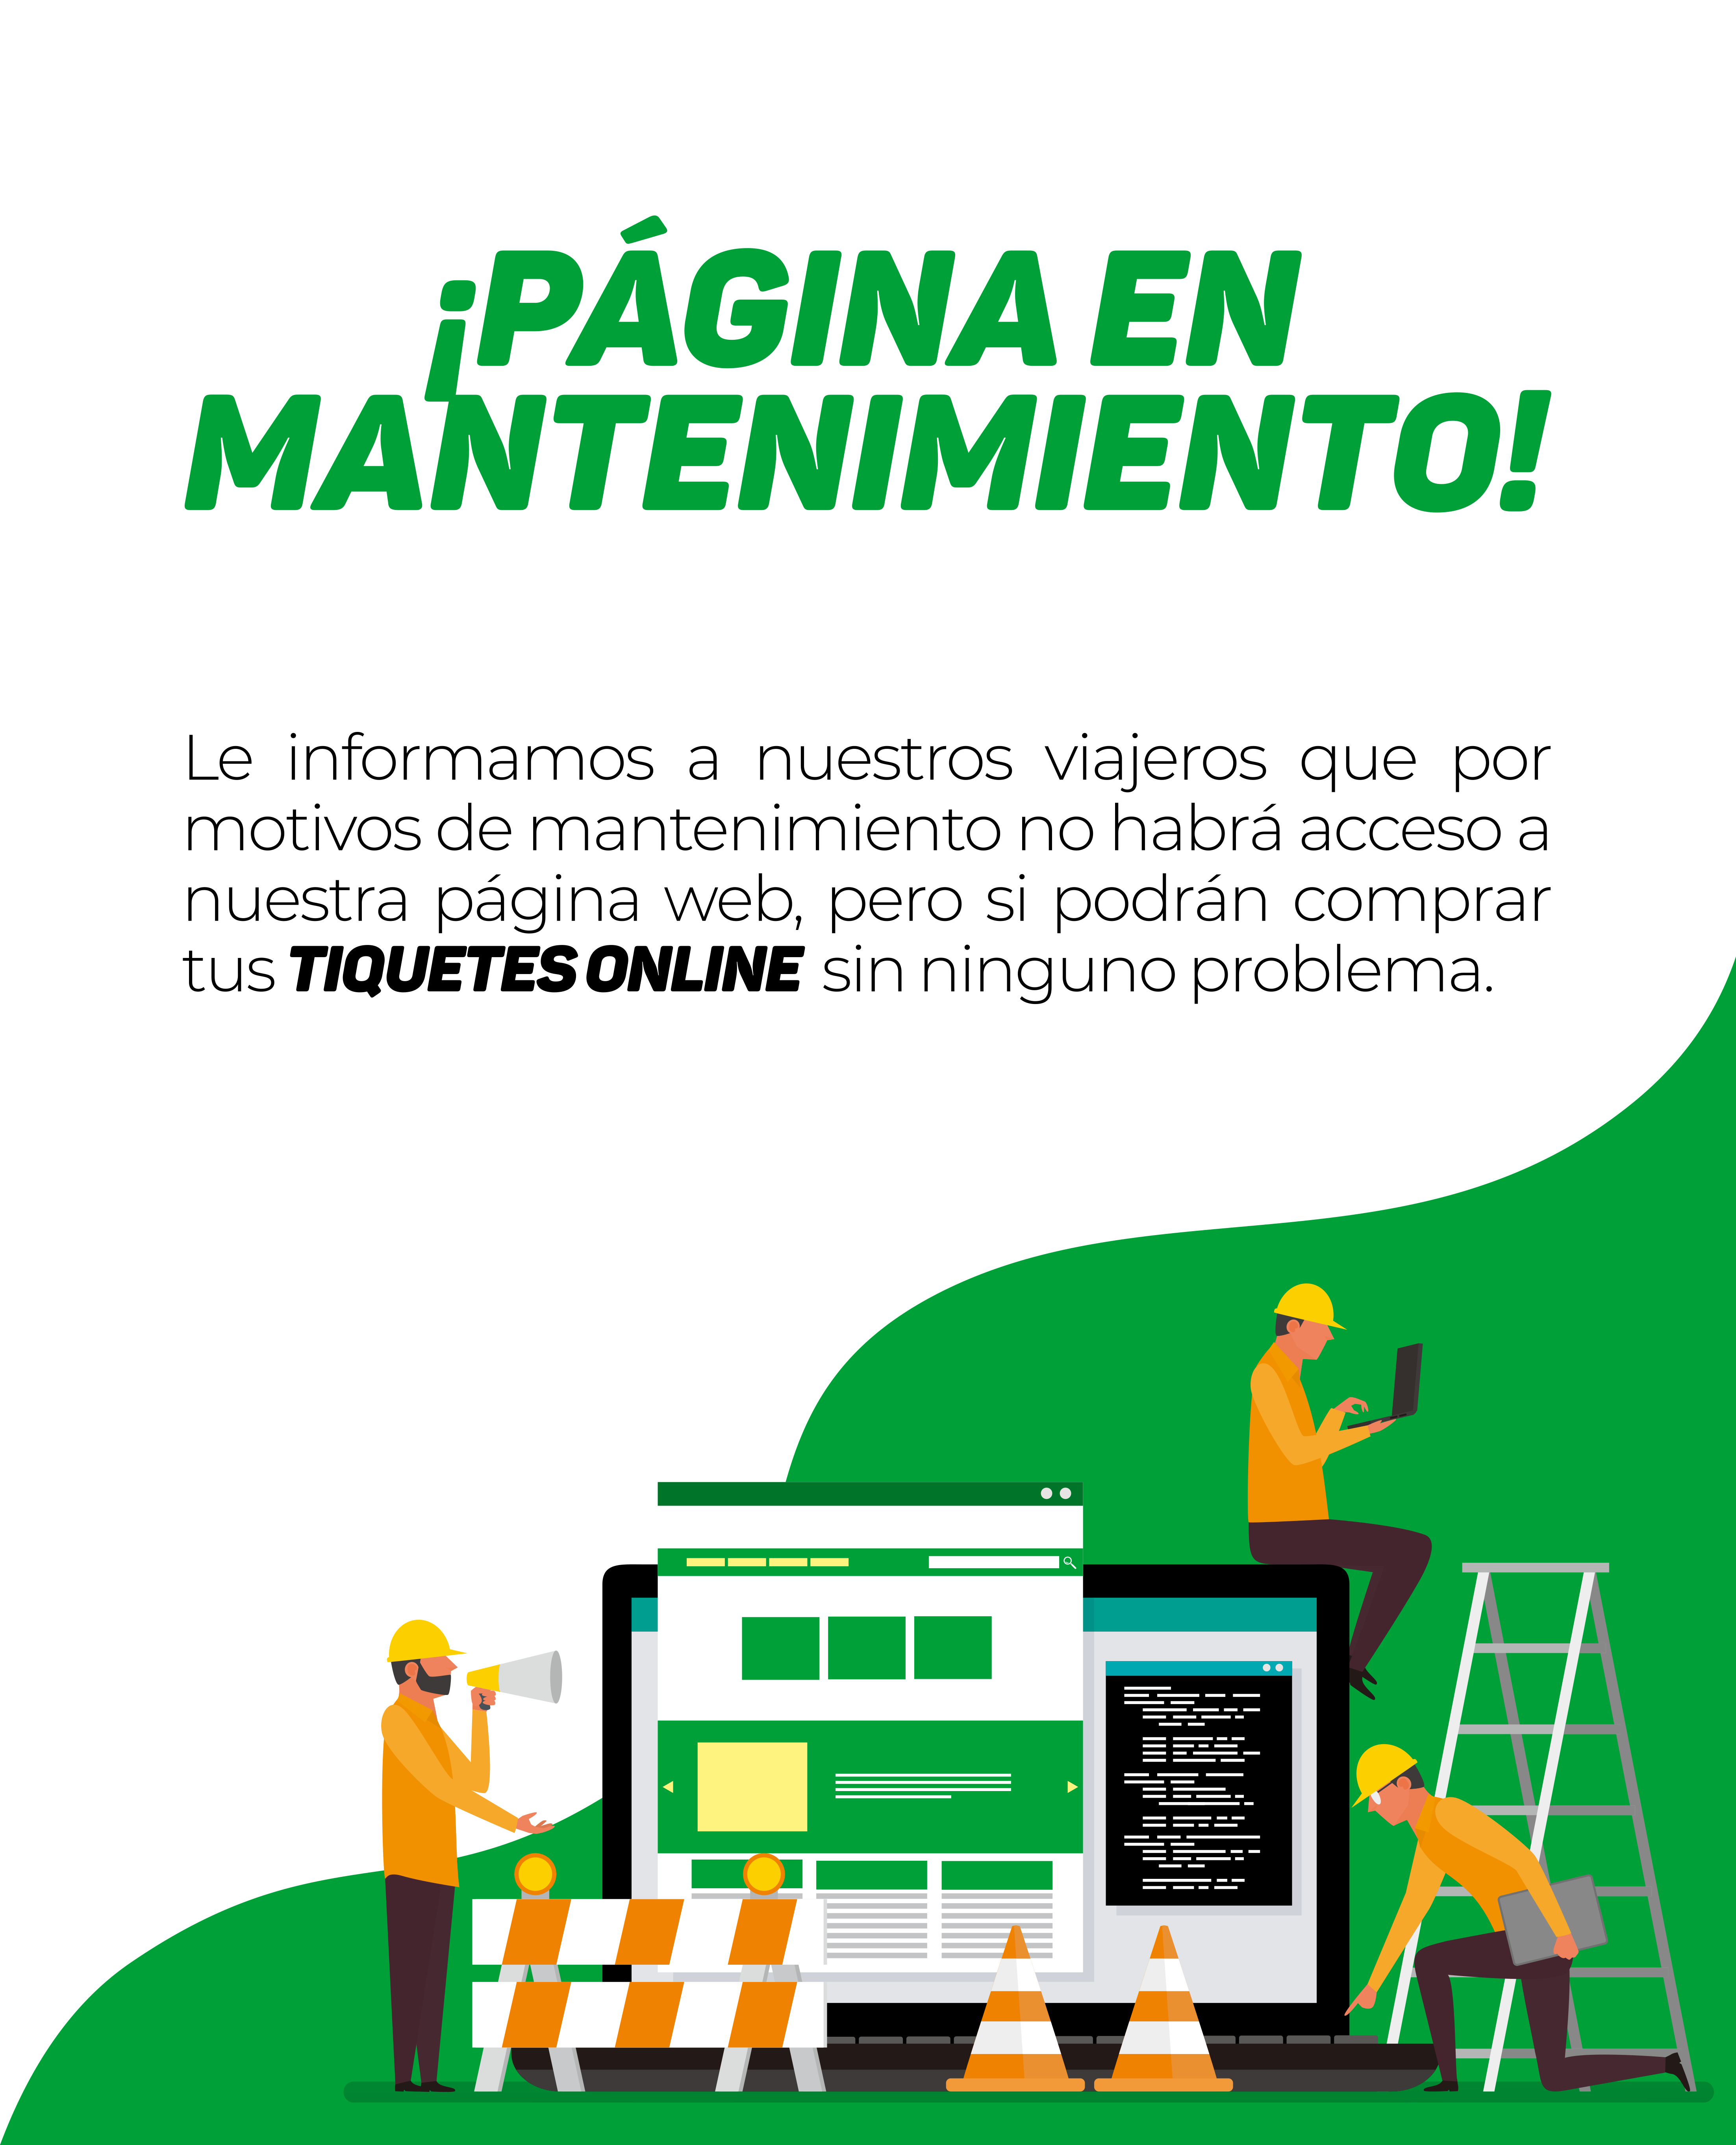 ¡PÁGINA EN
MANTENIMIENTO!
Le informamos a nuestros viajeros que por
motivos de mantenimiento no habrá acceso a
nuestra página web, pero si podrán comprar
tus TIQUETES ONLINE sin ninguno problema.